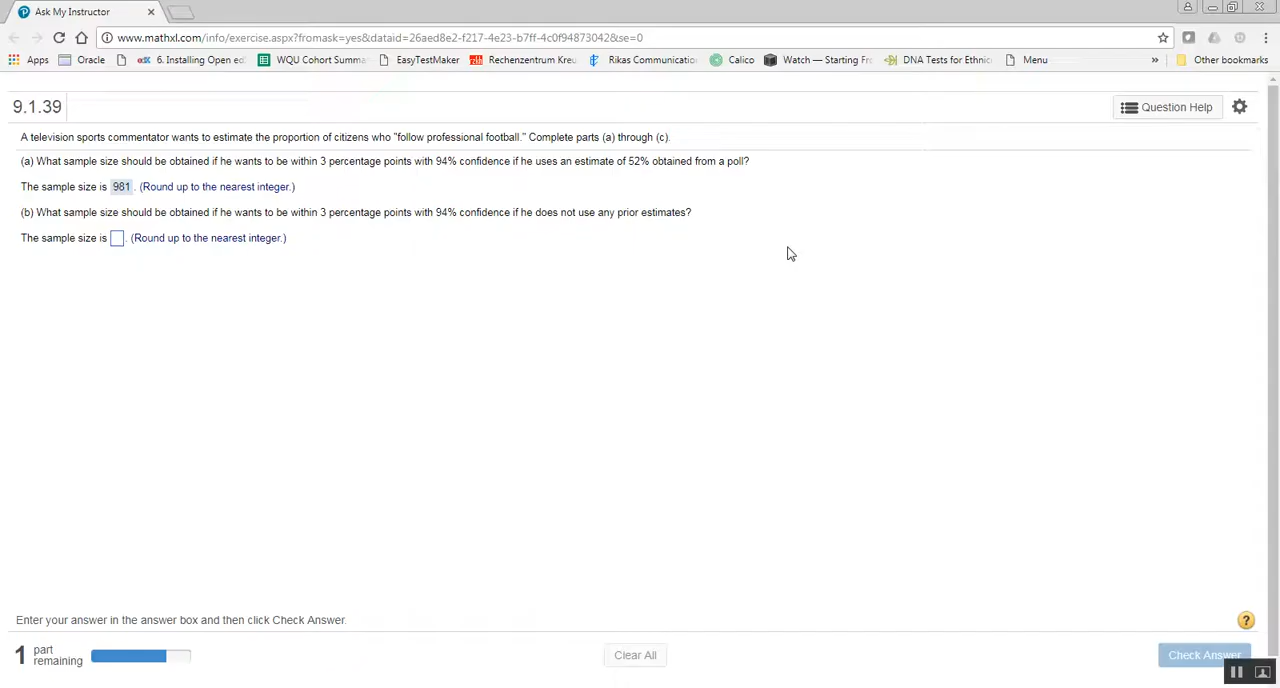 Ask My Instructor
www.mathxl.com/info/exercise.aspx?fromask=yes&dataid=26aed8e2-f217-4e23-b7ff-4c0f94873042&se=0
Apps Oracle 6. Installing Open ed WQU Cohort Summa EasyTestMaker Rechenzentrum Kreu Rikas Communicatio Calico Watch — Starting Fr DNA Tests for Ethnic Menu » Other bookmarks
9.1.39 Question Help
A television sports commentator wants to estimate the proportion of citizens who "follow professional football." Complete parts (a) through (c).
(a) What sample size should be obtained if he wants to be within 3 percentage points with 94% confidence if he uses an estimate of 52% obtained from a poll?
The sample size is 981. (Round up to the nearest integer.)
(b) What sample size should be obtained if he wants to be within 3 percentage points with 94% confidence if he does not use any prior estimates?
The sample size is . (Round up to the nearest integer.)
Enter your answer in the answer box and then click Check Answer.
?
1 part remaining Clear All Check Answer